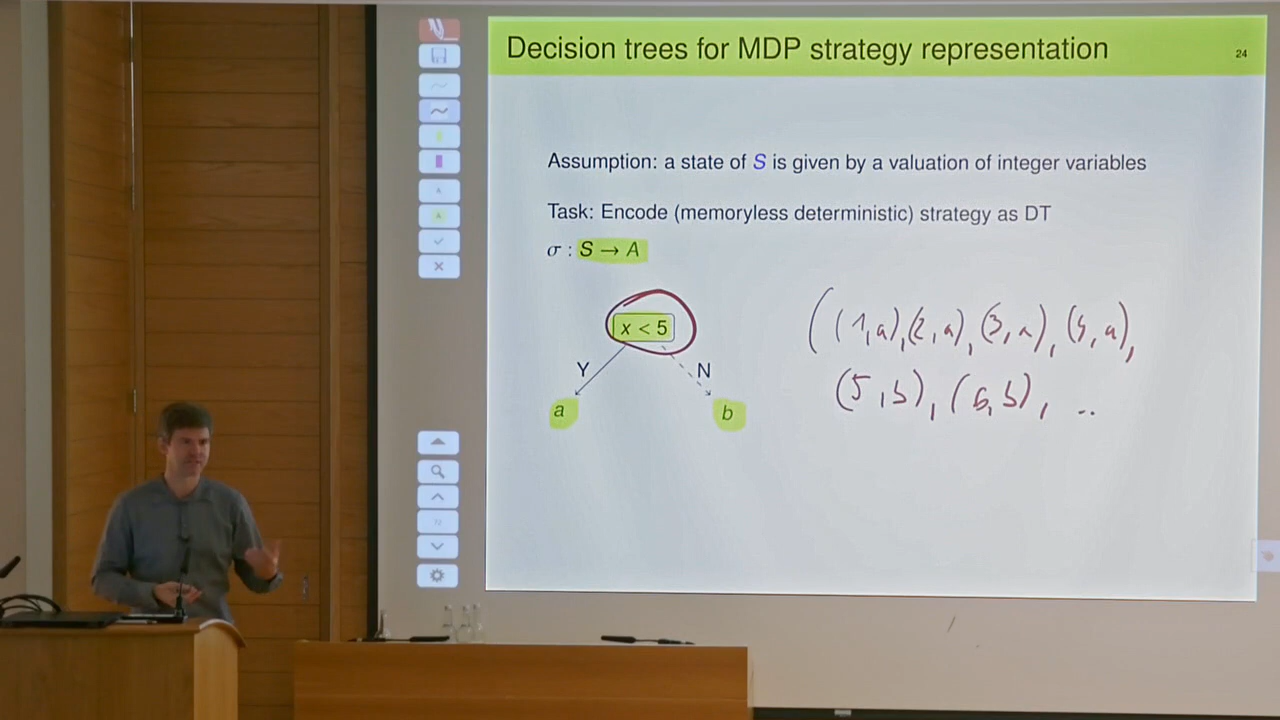 Decision trees for MDP strategy representation
24
Assumption: a state of S is given by a valuation of integer variables
Task: Encode (memoryless deterministic) strategy as DT
σ : S → A
x < 5
Y
N
a
b
((1,a),(2,a),(3,a),(4,a),
(5,b),(6,b), ..